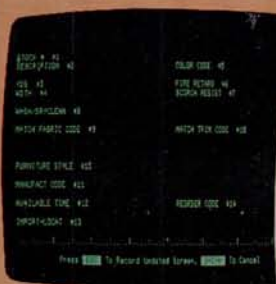 STOCK # #1
DESCRIPTION #2 COLOR CODE #5
#3 FIRE RETARD #6
WIDTH #4 SCORCH RESIST #7
WASH/DRYCLEAN #8
MATCH FABRIC CODE #9 MATCH TRIM CODE #10
FURNITURE STYLE
MANUFACT CODE #11
AVAILABLE TIME #12 REORDER CODE #14
IMPORT-LOCAT #13
Press To Record Updated Screen, To Cancel